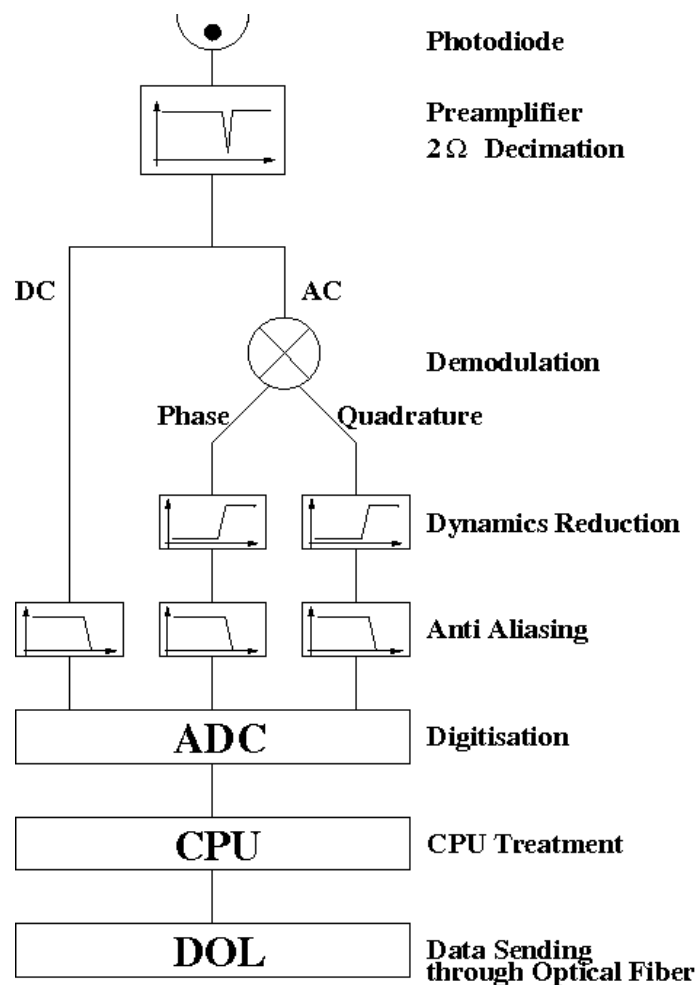 Photodiode
Preamplifier
2 Ω Decimation
DC
AC
Demodulation
Phase
Quadrature
Dynamics Reduction
Anti Aliasing
ADC
Digitisation
CPU
CPU Treatment
DOL
Data Sending
through Optical Fiber